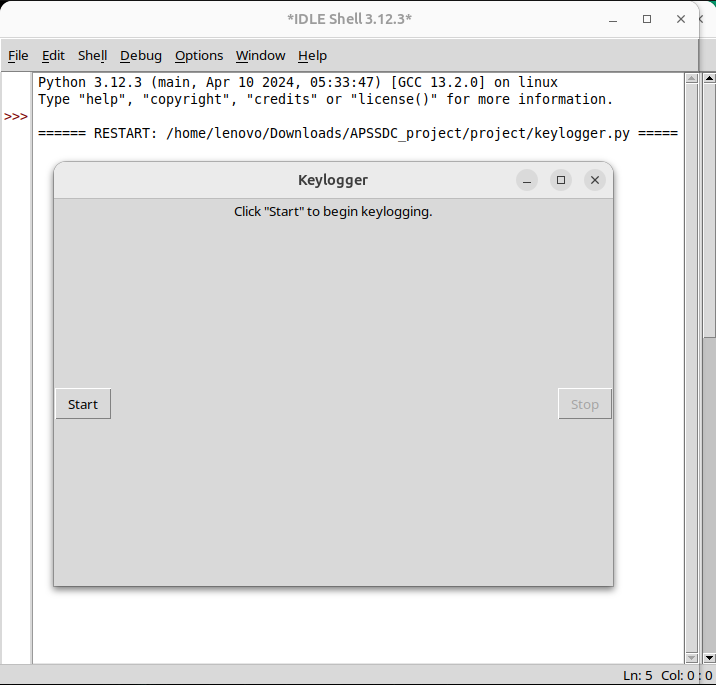 *IDLE Shell 3.12.3*
File Edit Shell Debug Options Window Help
Python 3.12.3 (main, Apr 10 2024, 05:33:47) [GCC 13.2.0] on linux
Type "help", "copyright", "credits" or "license()" for more information.
>>>
====== RESTART: /home/lenovo/Downloads/APSSDC_project/project/keylogger.py =====
Keylogger
Click "Start" to begin keylogging.
Start
Stop
Ln: 5 Col: 0
: 0